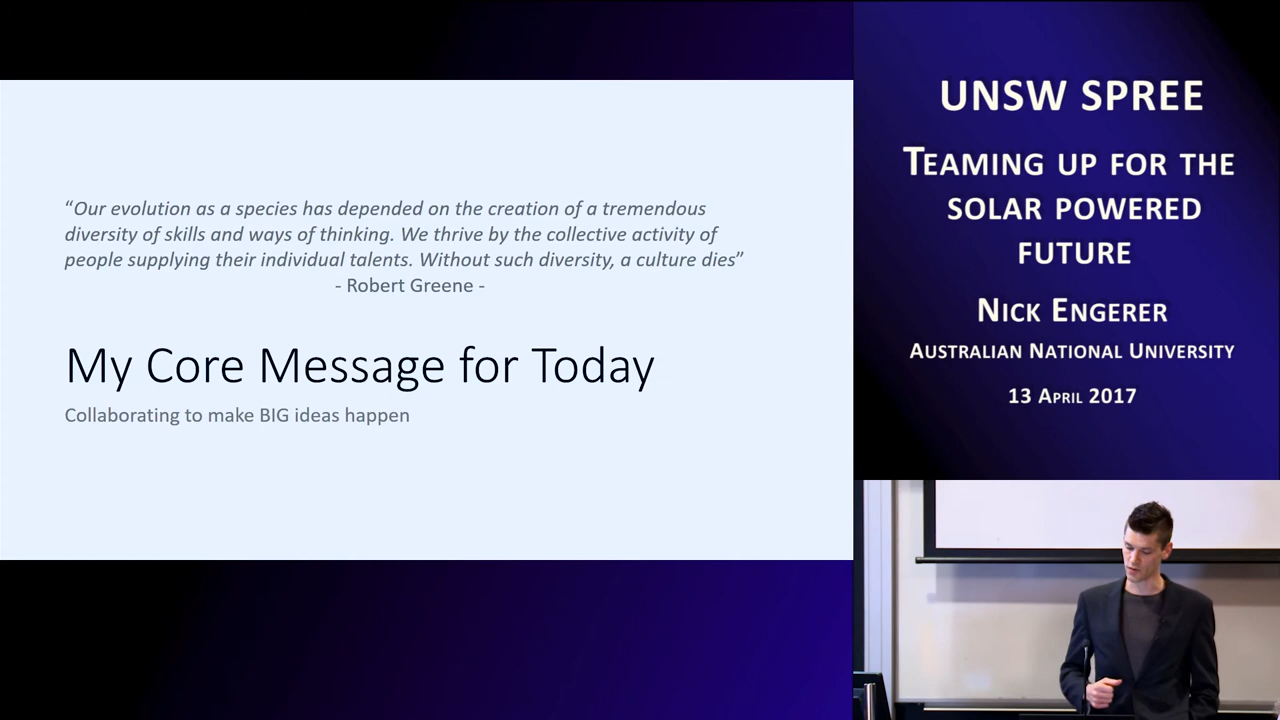 “Our evolution as a species has depended on the creation of a tremendous
diversity of skills and ways of thinking. We thrive by the collective activity of
people supplying their individual talents. Without such diversity, a culture dies”
- Robert Greene -
My Core Message for Today
Collaborating to make BIG ideas happen
UNSW SPREE
TEAMING UP FOR THE
SOLAR POWERED
FUTURE
NICK ENGERER
AUSTRALIAN NATIONAL UNIVERSITY
13 APRIL 2017